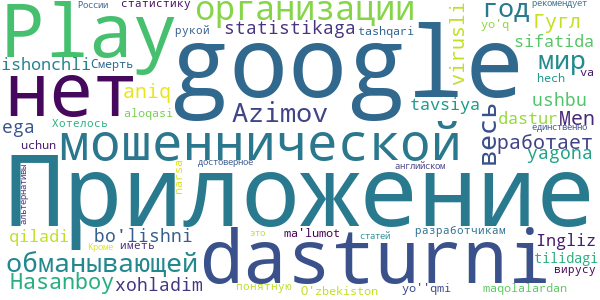 России статистику организации год рекомендует
Play google рукой statistikaga tashqari virusli yo'q Гугл
ishonchli Смерть sifatida
нет aniq Azimov tavsiya мир hech va
aloqasi dastur ushbu Men
ega Хотелось мошеннической весь единственно
uchun работает
альтернативы Приложение narsa достоверное английском yagona
qiladi bo'lishni ma'lumot это статей разработчикам Ingliz
Кроме иметь dasturni tilidagi
обманывающей вирусу
Hasanboy xohladim понятную O'zbekiston yo''qmi maqolalardan